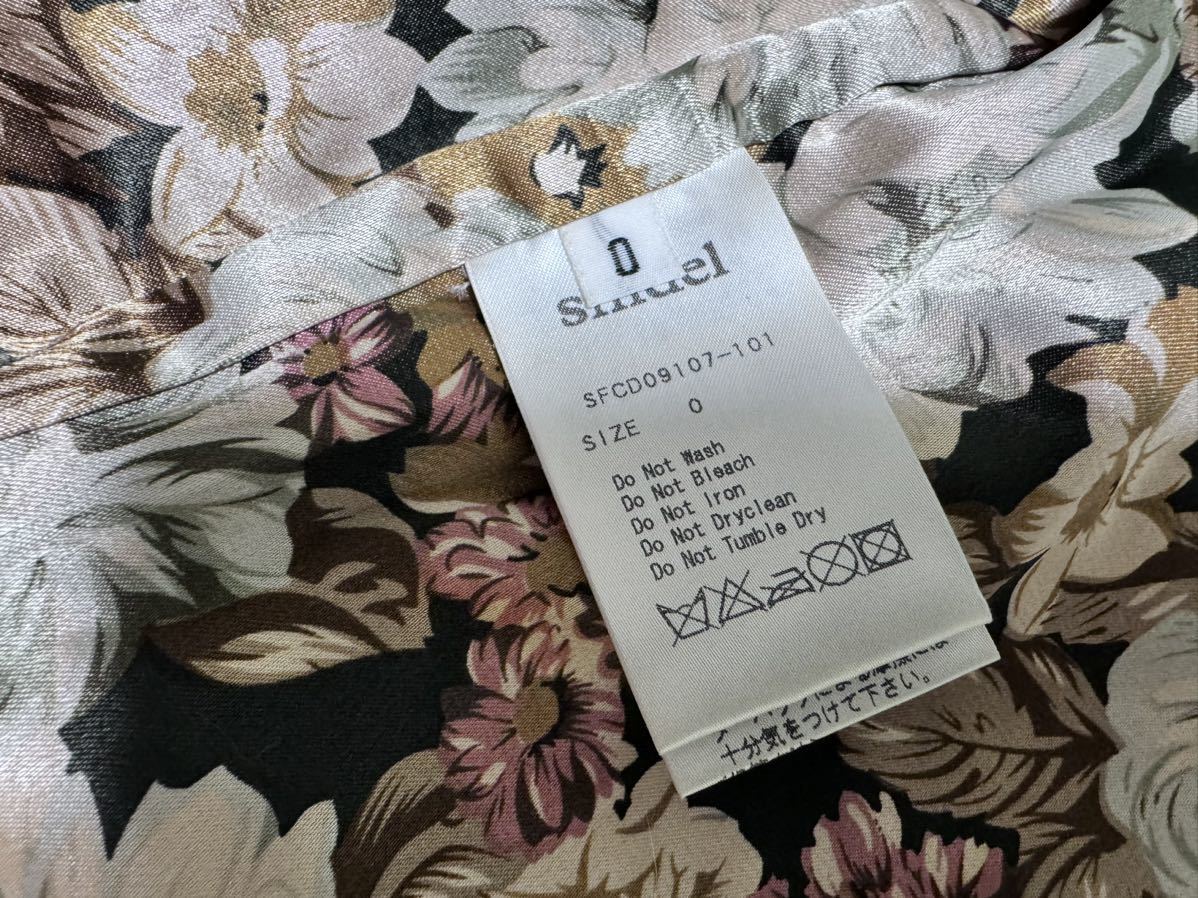 0
SFCD09107-101
SIZE 0
Do Not Wash
Do Not Bleach
Do Not Iron
Do Not Dryclean
Do Not Tumble Dry
十分気をつけて下さい。